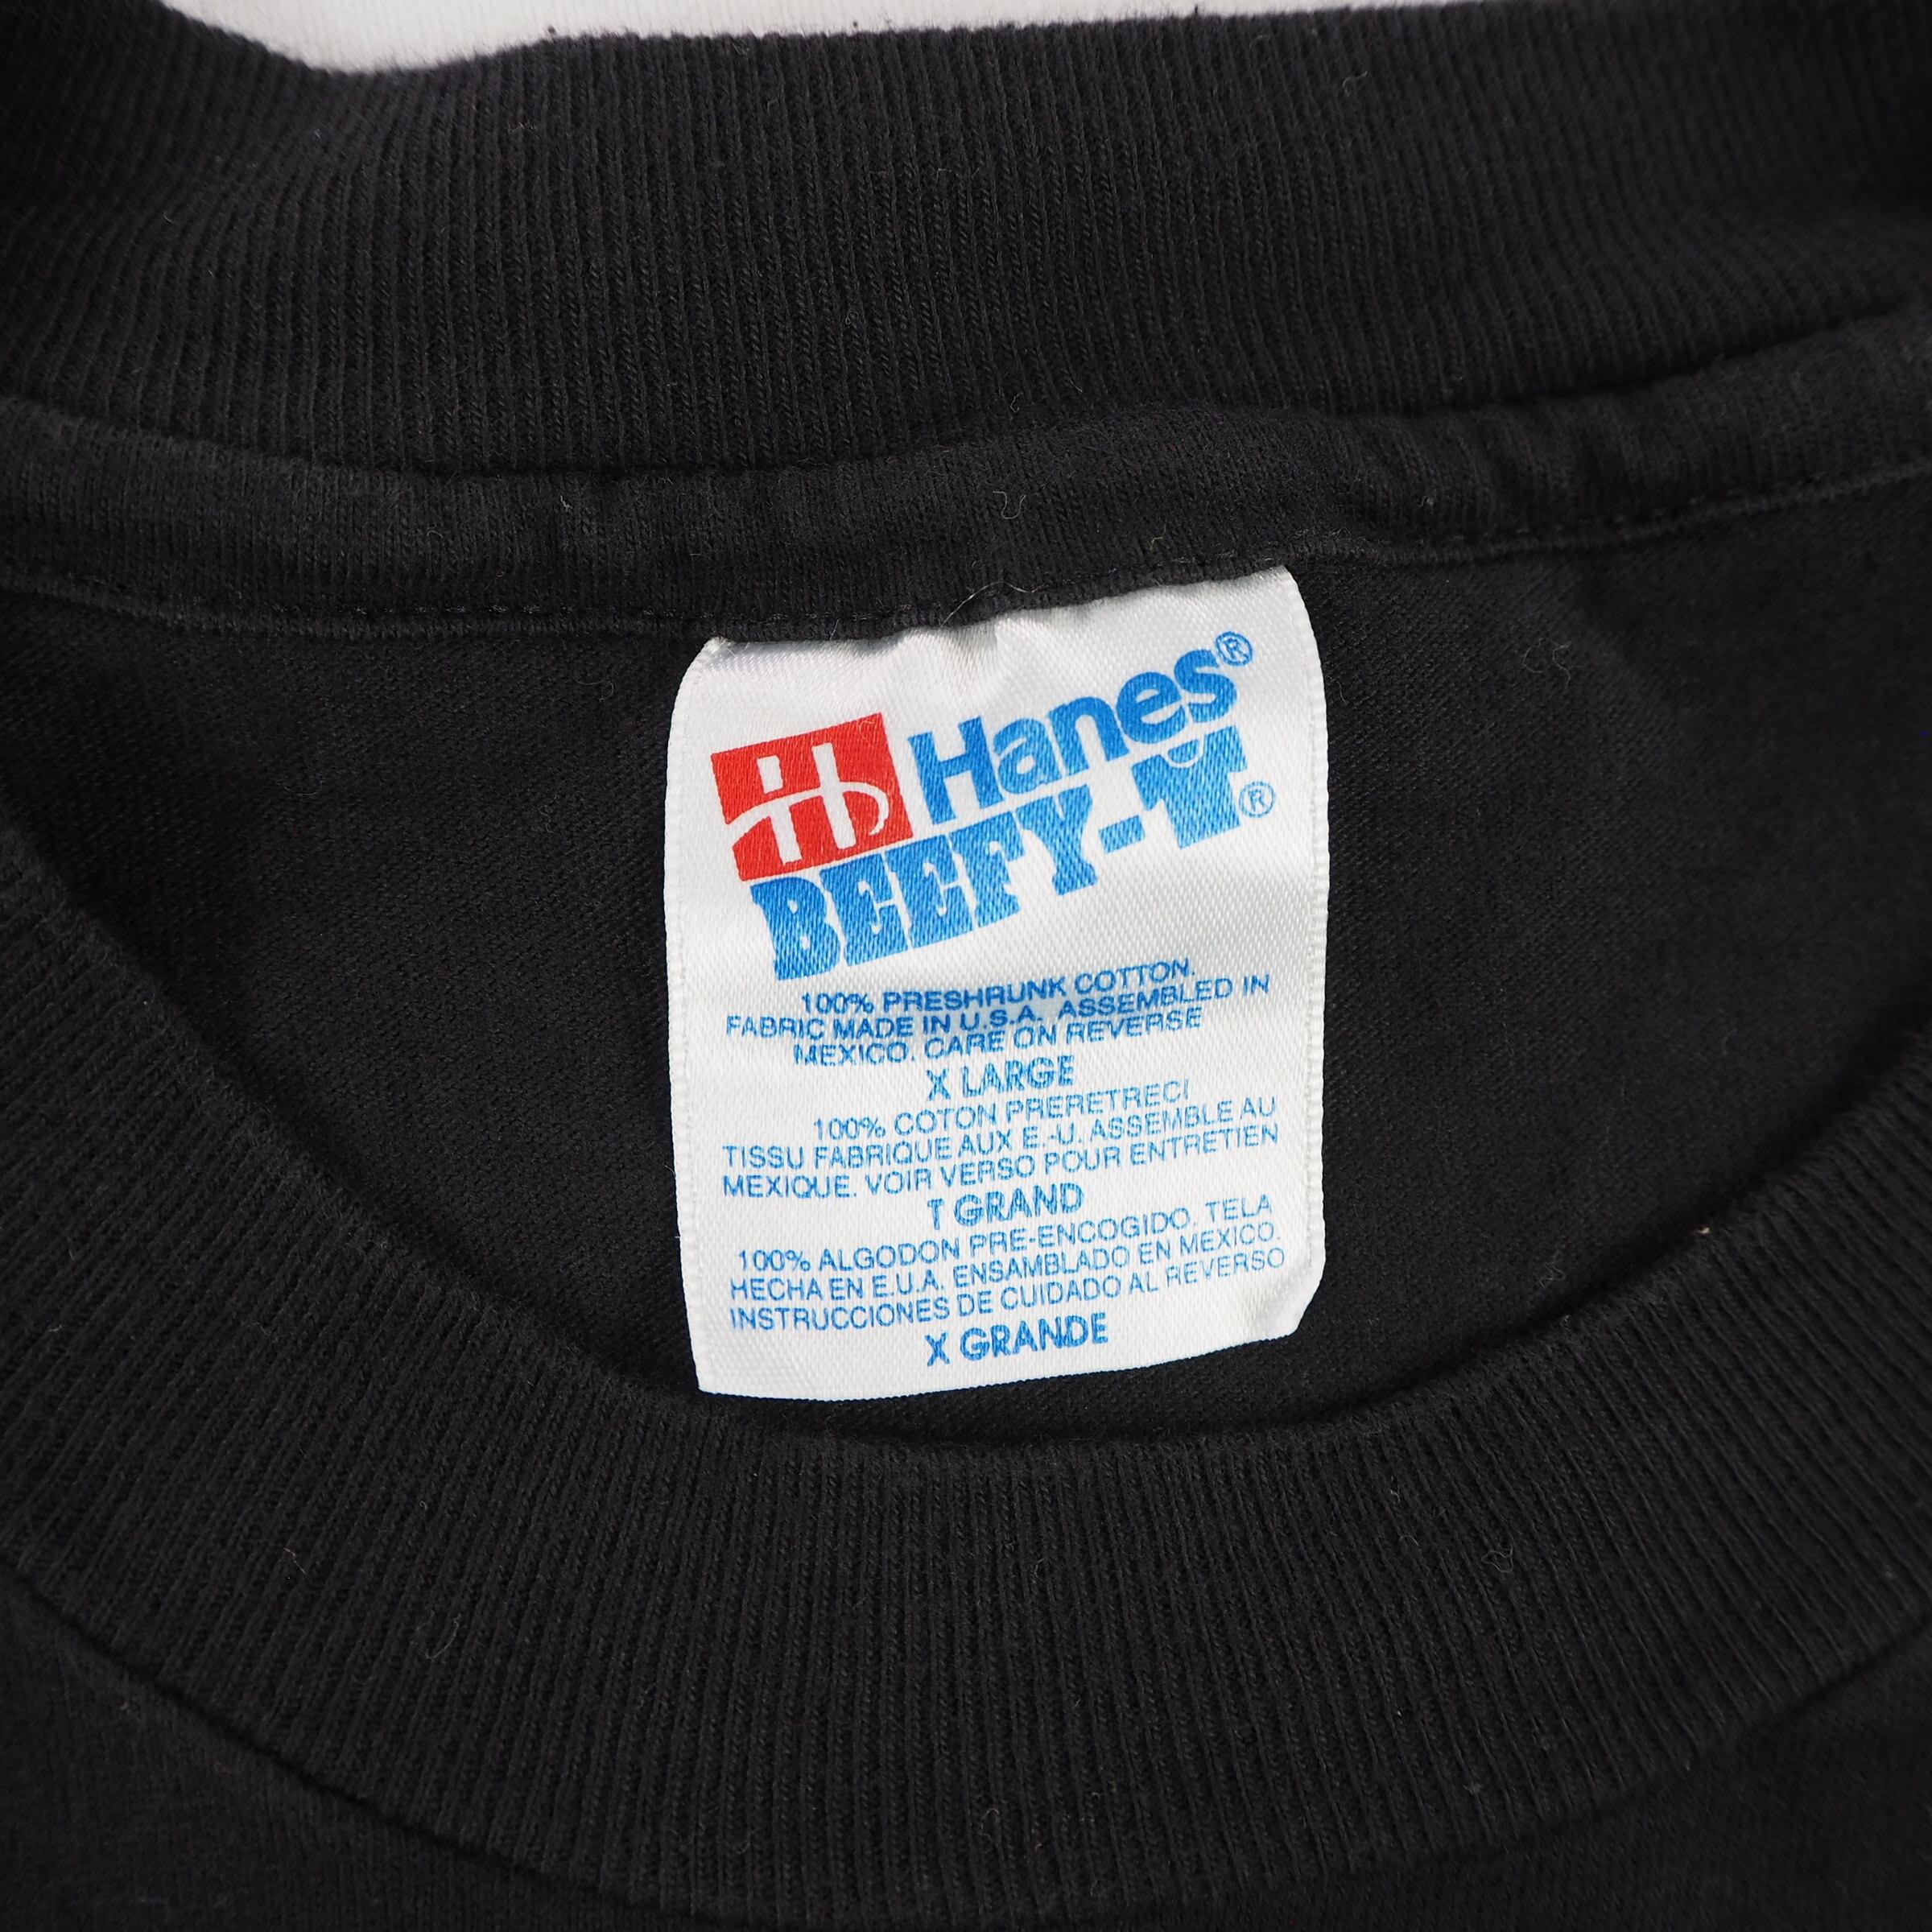 H Hanes®
BEEFY-T®
100% PRESHRUNK COTTON.
FABRIC MADE IN U.S.A. ASSEMBLED IN
MEXICO. CARE ON REVERSE
X LARGE
100% COTON PRERETRECI
TISSU FABRIQUE AUX E.-U. ASSEMBLE AU
MEXIQUE. VOIR VERSO POUR ENTRETIEN
T GRAND
100% ALGODON PRE-ENCOGIDO. TELA
HECHA EN E.U.A. ENSAMBLADO EN MEXICO.
INSTRUCCIONES DE CUIDADO AL REVERSO
X GRANDE